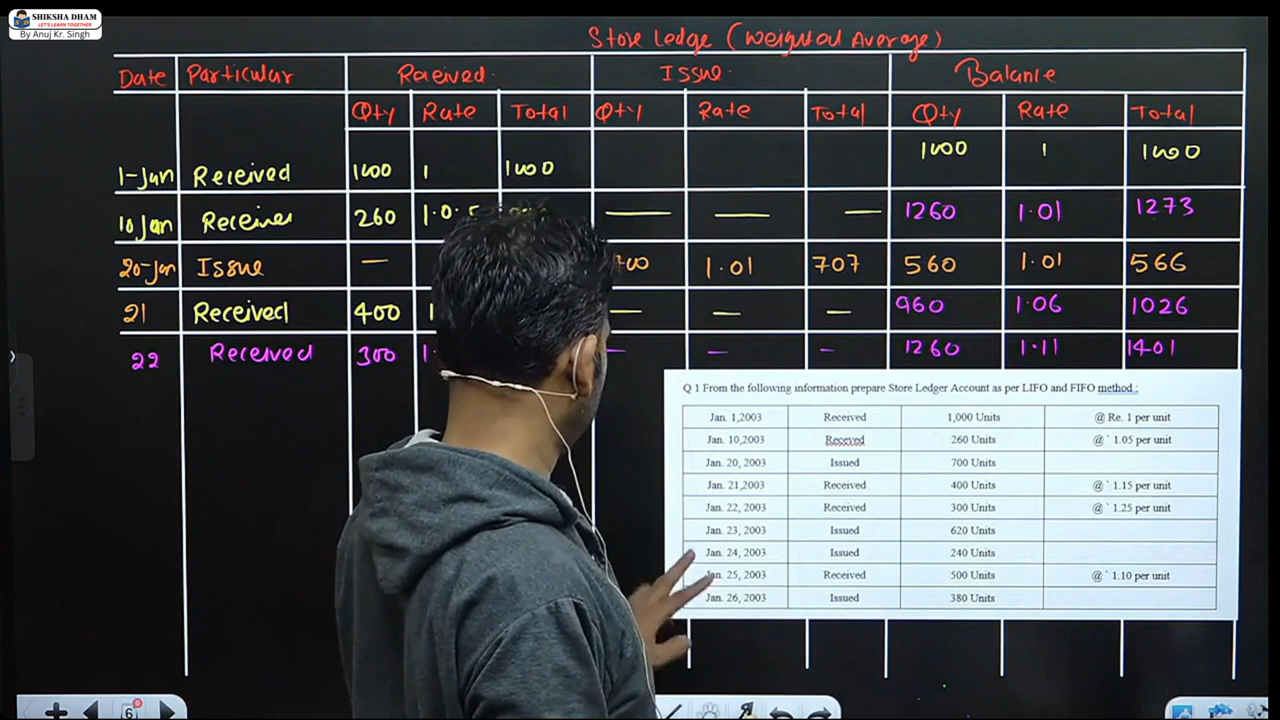 SHIKSHA DHAM
LET'S LEARN TOGETHER
By Anuj Kr. Singh
Store Ledge (Weighted Average)
Date Particular Received Issue Balance
Qty Rate Total Qty Rate Total Qty Rate Total
1-Jan Received 1000 1 1000 1000 1 1000
10 Jan 260 1260 1.01 1273
20-Jan Issue — 1.01 707 560 1.01 566
21 Received 400 — — — 960 1.06 1026
22 Received 300 — — — 1260 1.11 1401
Q 1 From the following information prepare Store Ledger Account as per LIFO and FIFO method :
Jan. 1,2003 Received 1,000 Units @ Re. 1 per unit
Jan. 10,2003 Receved 260 Units @ ` 1.05 per unit
Jan. 20, 2003 Issued 700 Units
Jan. 21,2003 Received 400 Units @ ` 1.15 per unit
Jan. 22, 2003 Received 300 Units @ ` 1.25 per unit
Jan. 23, 2003 Issued 620 Units
Jan. 24, 2003 Issued 240 Units
Jan. 25, 2003 Received 500 Units @ ` 1.10 per unit
Jan. 26, 2003 Issued 380 Units
6